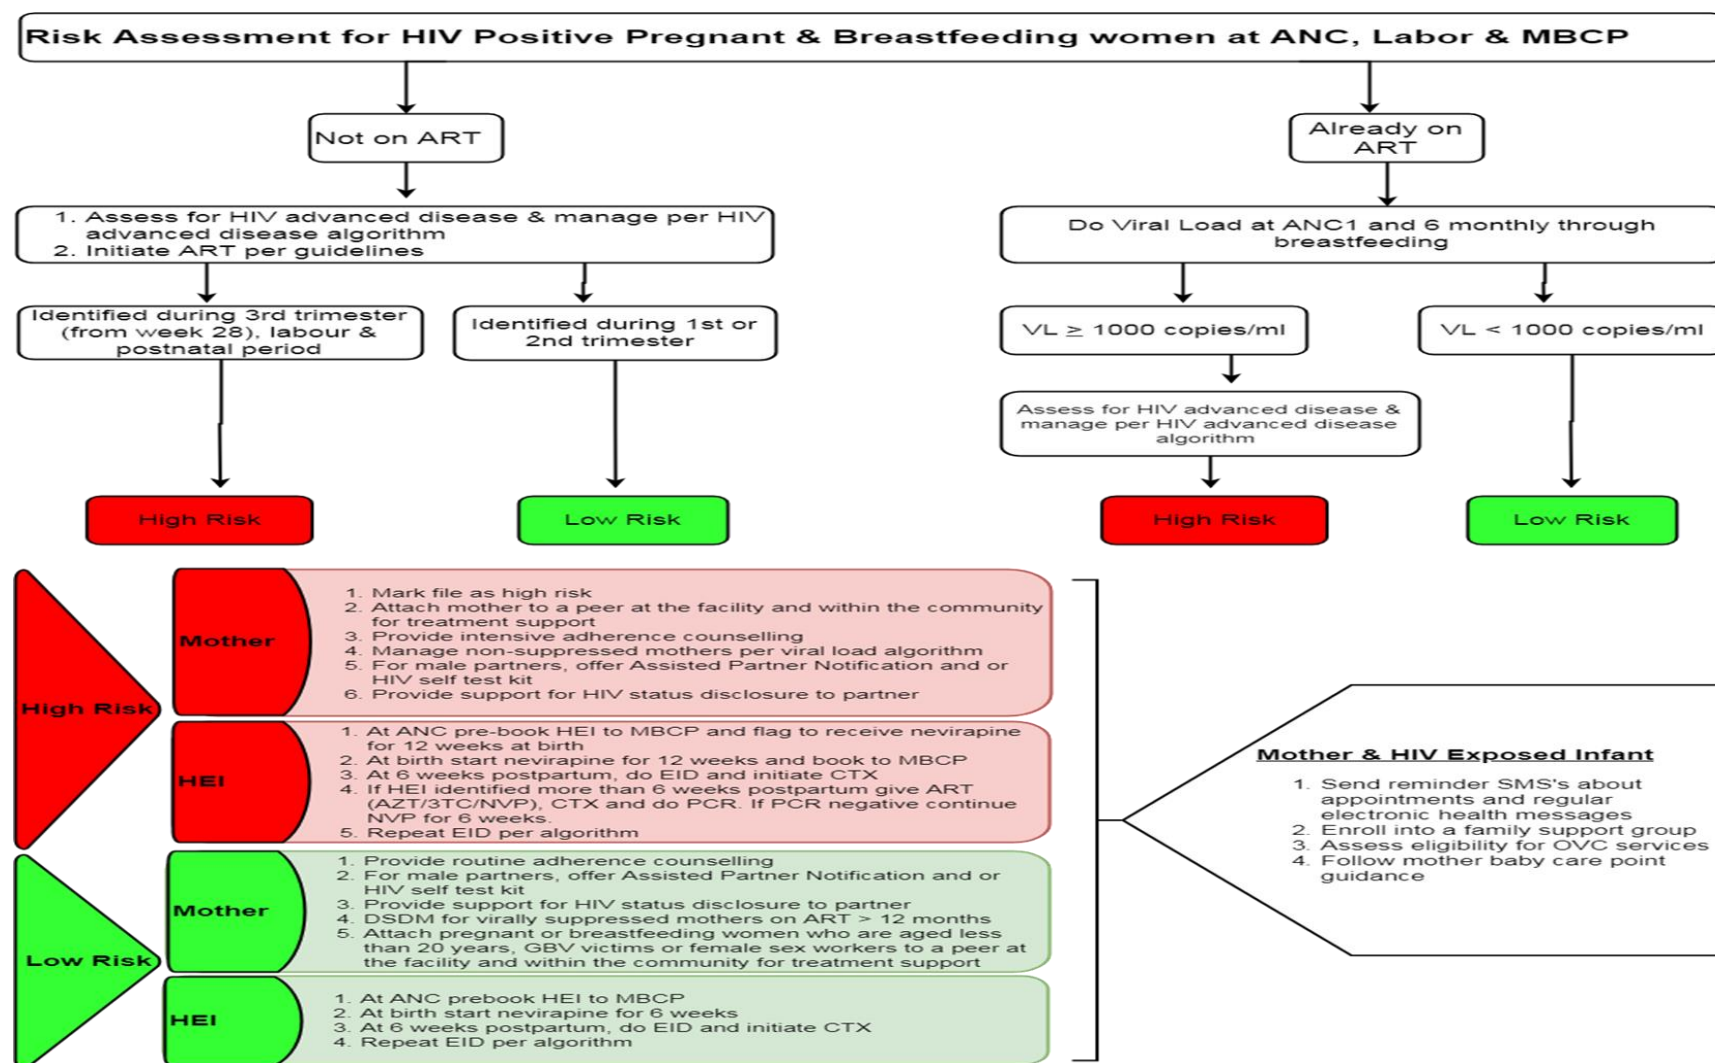 Risk Assessment for HIV Positive Pregnant & Breastfeeding women at ANC, Labor & MBCP
Not on ART
Already on
ART
1. Assess for HIV advanced disease & manage per HIV
advanced disease algorithm
2. Initiate ART per guidelines
Do Viral Load at ANC1 and 6 monthly through
breastfeeding
Identified during 3rd trimester
(from week 28), labour &
postnatal period
Identified during 1st or
2nd trimester
VL ≥ 1000 copies/ml
VL < 1000 copies/ml
Assess for HIV advanced disease &
manage per HIV advanced disease
algorithm
High Risk
Low Risk
High Risk
Low Risk
High Risk
Mother
1. Mark file as high risk
2. Attach mother to a peer at the facility and within the community
for treatment support
3. Provide intensive adherence counselling
4. Manage non-suppressed mothers per viral load algorithm
5. For male partners, offer Assisted Partner Notification and or
HIV self test kit
6. Provide support for HIV status disclosure to partner
HEI
1. At ANC pre-book HEI to MBCP and flag to receive nevirapine
for 12 weeks at birth
2. At birth start nevirapine for 12 weeks and book to MBCP
3. At 6 weeks postpartum, do EID and initiate CTX
4. If HEI identified more than 6 weeks postpartum give ART
(AZT/3TC/NVP), CTX and do PCR. If PCR negative continue
NVP for 6 weeks.
5. Repeat EID per algorithm
Low Risk
Mother
1. Provide routine adherence counselling
2. For male partners, offer Assisted Partner Notification and or
HIV self test kit
3. Provide support for HIV status disclosure to partner
4. DSDM for virally suppressed mothers on ART > 12 months
5. Attach pregnant or breastfeeding women who are aged less
than 20 years, GBV victims or female sex workers to a peer at
the facility and within the community for treatment support
HEI
1. At ANC prebook HEI to MBCP
2. At birth start nevirapine for 6 weeks
3. At 6 weeks postpartum, do EID and initiate CTX
4. Repeat EID per algorithm
Mother & HIV Exposed Infant
1. Send reminder SMS's about
appointments and regular
electronic health messages
2. Enroll into a family support group
3. Assess eligibility for OVC services
4. Follow mother baby care point
guidance